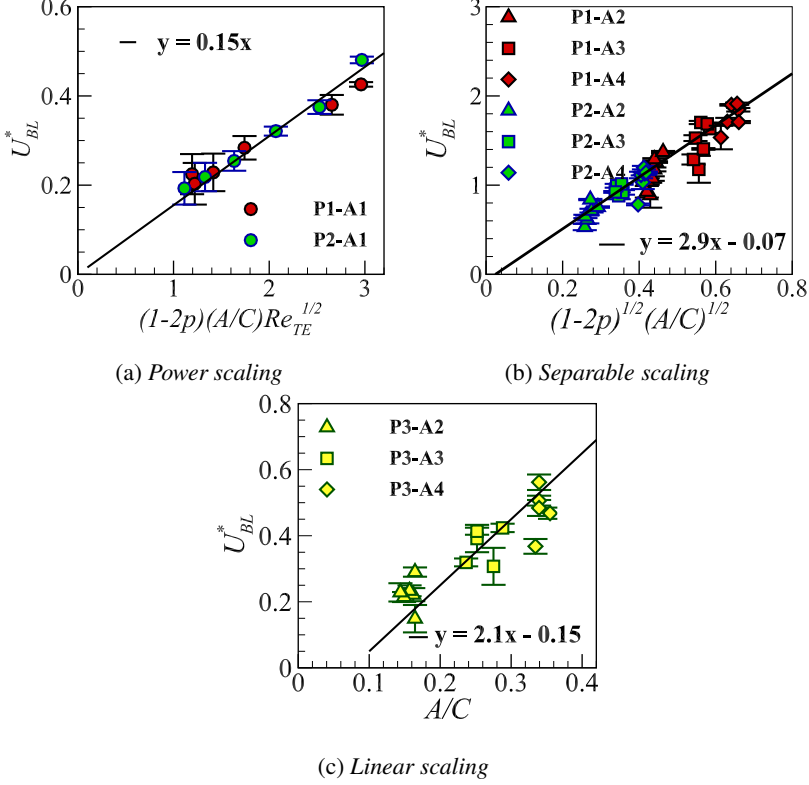 0.6
0.4
0.2
0
0
1
2
3
U*BL
y = 0.15x
P1-A1
P2-A1
(1-2p)(A/C)Re_TE^1/2
(a) Power scaling
3
2
1
0
0
0.2
0.4
0.6
0.8
U*BL
P1-A2
P1-A3
P1-A4
P2-A2
P2-A3
P2-A4
y = 2.9x - 0.07
(1-2p)^1/2(A/C)^1/2
(b) Separable scaling
0.8
0.6
0.4
0.2
0
0
0.1
0.2
0.3
0.4
U*BL
P3-A2
P3-A3
P3-A4
y = 2.1x - 0.15
A/C
(c) Linear scaling